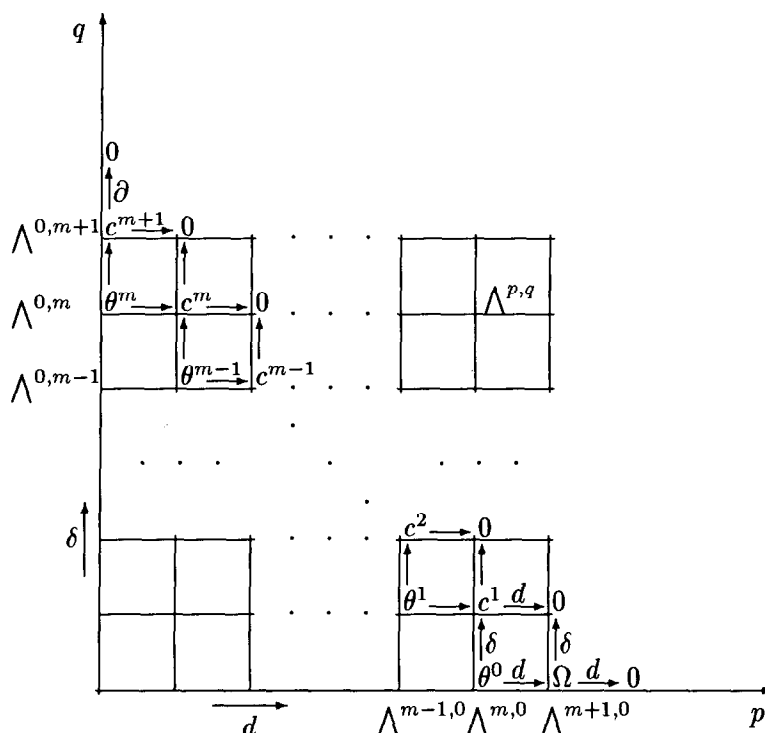 q
0
∂
⋀^{0,m+1} c^{m+1} 0
⋀^{0,m} θ^m c^m 0 ⋀^{p,q}
⋀^{0,m-1} θ^{m-1} c^{m-1}
δ c^2 0
θ^1 c^1 d 0
δ δ
θ^0 d Ω d 0
d ⋀^{m-1,0} ⋀^{m,0} ⋀^{m+1,0} p